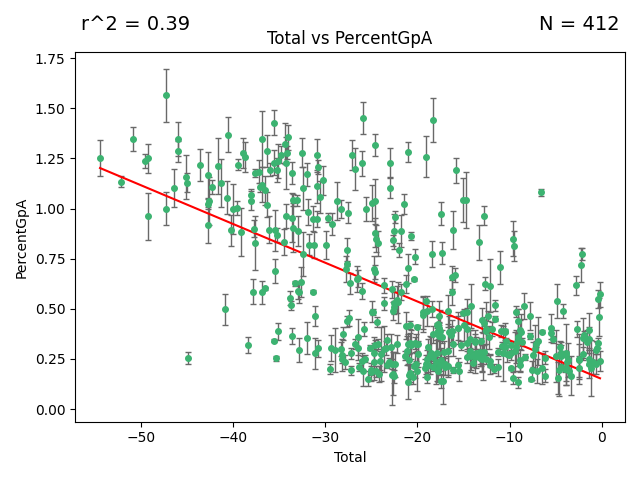 r^2 = 0.39
N = 412
Total vs PercentGpA
1.75
1.50
1.25
1.00
0.75
0.50
0.25
0.00
PercentGpA
−50
−40
−30
−20
−10
0
Total